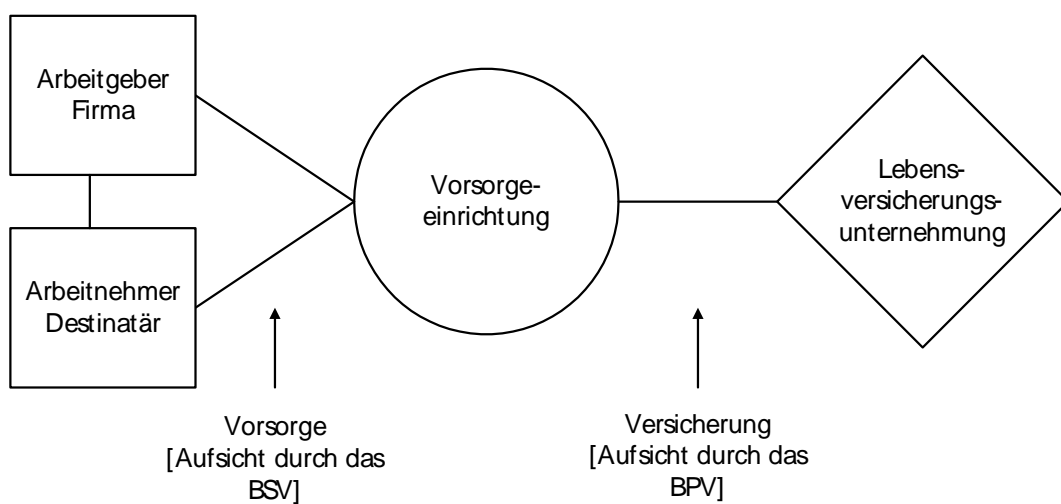 Arbeitgeber
Firma
Arbeitnehmer
Destinatär
Vorsorge-
einrichtung
Lebens-
versicherungs-
unternehmung
Vorsorge
[Aufsicht durch das
BSV]
Versicherung
[Aufsicht durch das
BPV]